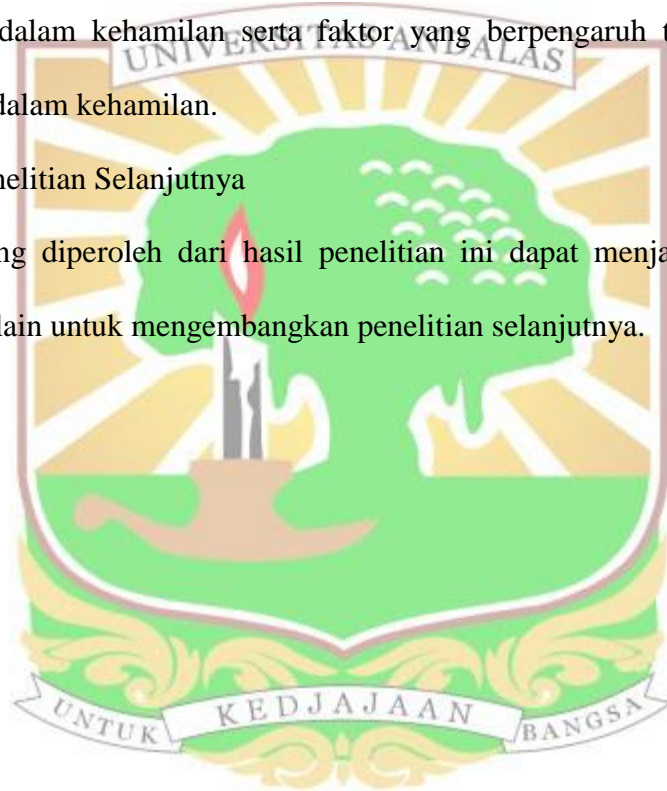 dalam kehamilan serta faktor yang berpengaruh
UNIVERSITAS ANDALAS
dalam kehamilan.
nelitian Selanjutnya
ng diperoleh dari hasil penelitian ini dapat
lain untuk mengembangkan penelitian selanjutnya.
UNTUK KEDJAJAAN BANGSA